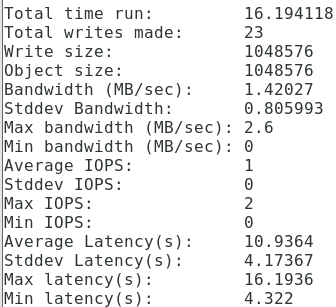 Total time run: 16.194118
Total writes made: 23
Write size: 1048576
Object size: 1048576
Bandwidth (MB/sec): 1.42027
Stddev Bandwidth: 0.805993
Max bandwidth (MB/sec): 2.6
Min bandwidth (MB/sec): 0
Average IOPS: 1
Stddev IOPS: 0
Max IOPS: 2
Min IOPS: 0
Average Latency(s): 10.9364
Stddev Latency(s): 4.17367
Max latency(s): 16.1936
Min latency(s): 4.322